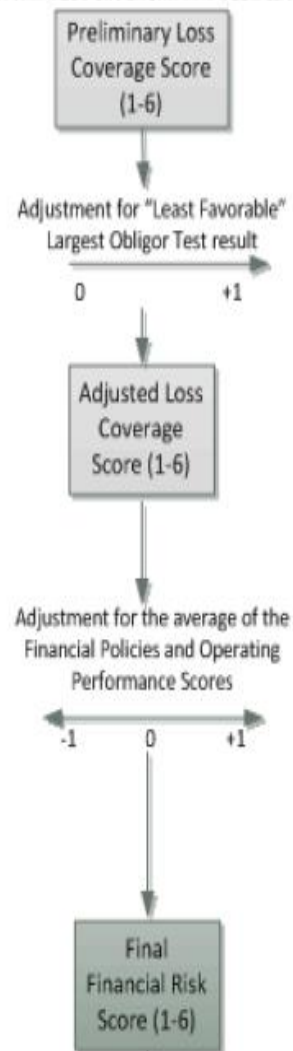 Preliminary Loss
Coverage Score
(1-6)
Adjustment for "Least Favorable"
Largest Obligor Test result
0 +1
Adjusted Loss
Coverage
Score (1-6)
Adjustment for the average of the
Financial Policies and Operating
Performance Scores
-1 0 +1
Final
Financial Risk
Score (1-6)